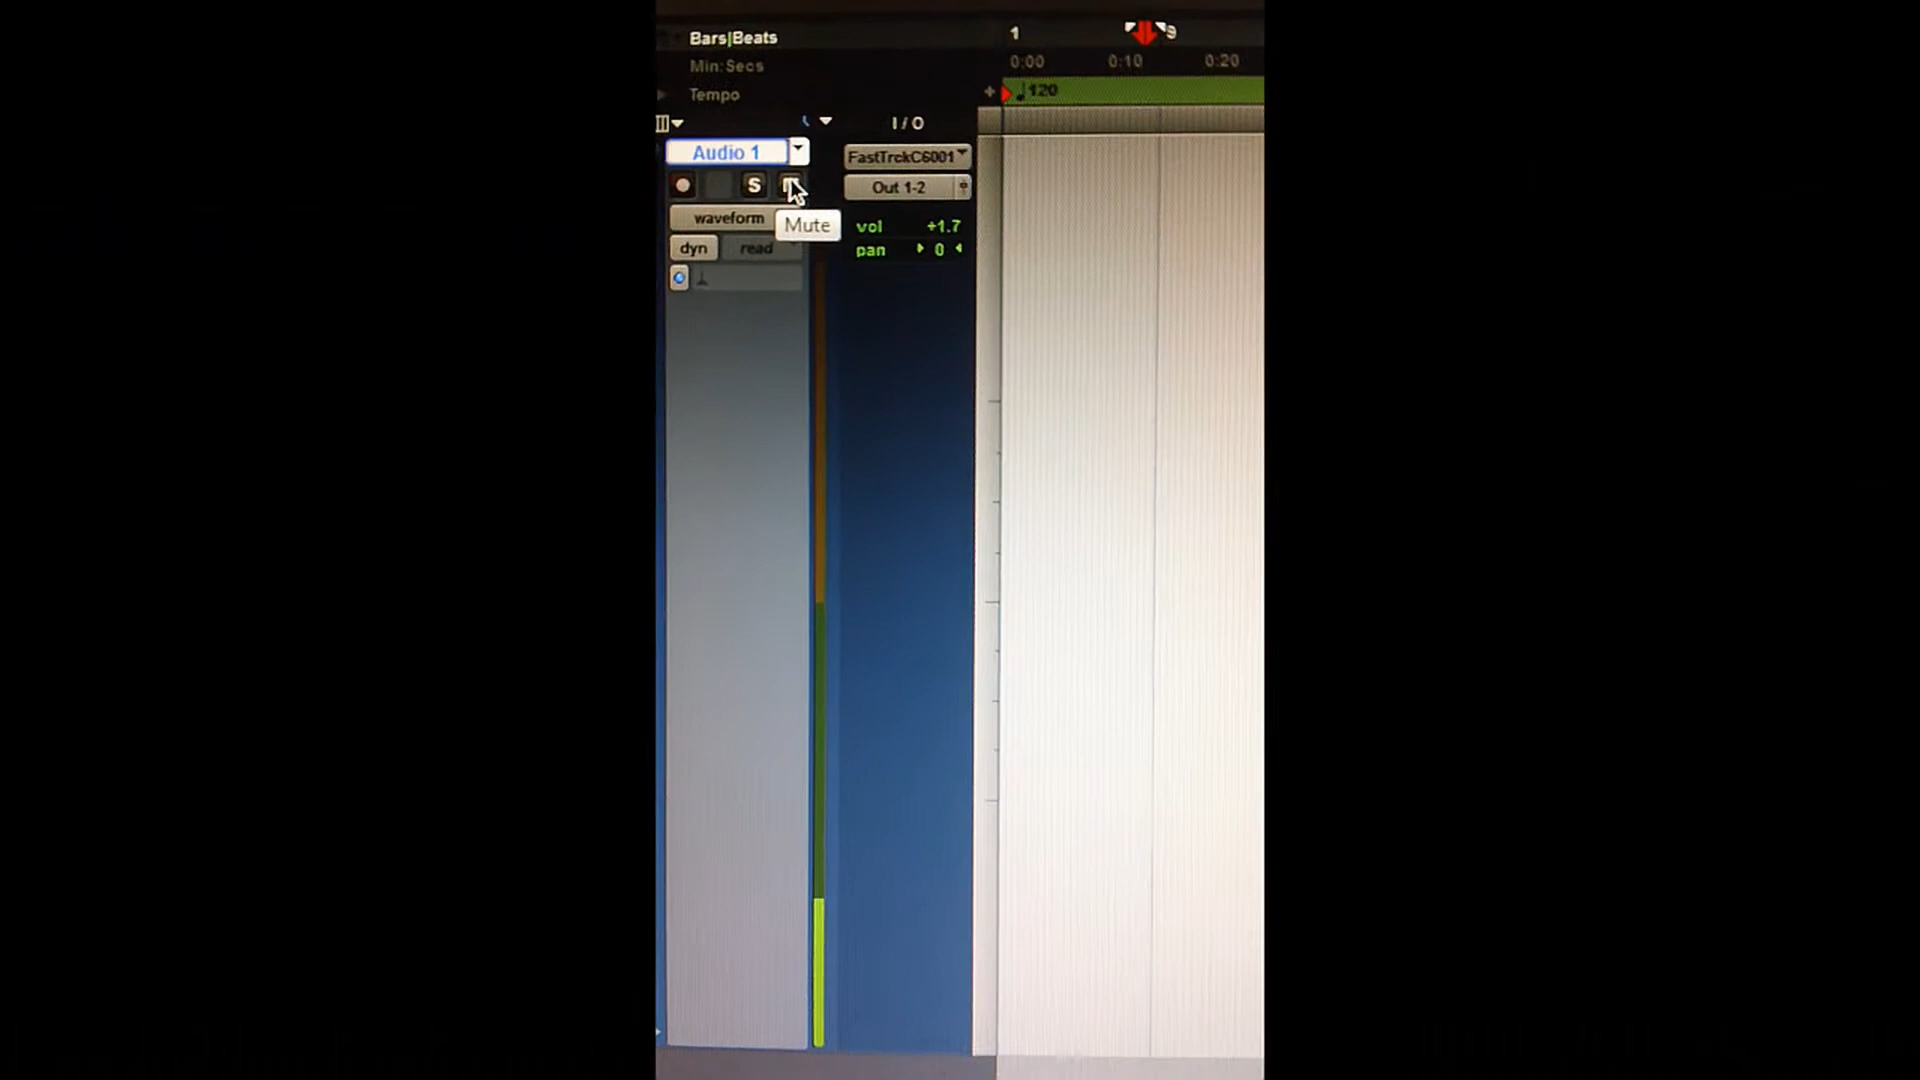 Bars|Beats 1 9
Min:Secs 0:00 0:10 0:20
Tempo 120
I / O
Audio 1 FastTrckC6001
S Out 1-2
waveform Mute vol +1.7
dyn read pan 0